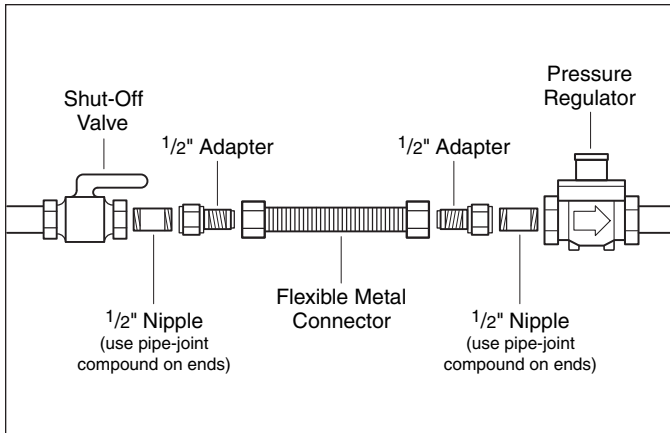 Shut-Off
Valve
1/2" Adapter
1/2" Adapter
Pressure
Regulator
1/2" Nipple
(use pipe-joint
compound on ends)
Flexible Metal
Connector
1/2" Nipple
(use pipe-joint
compound on ends)